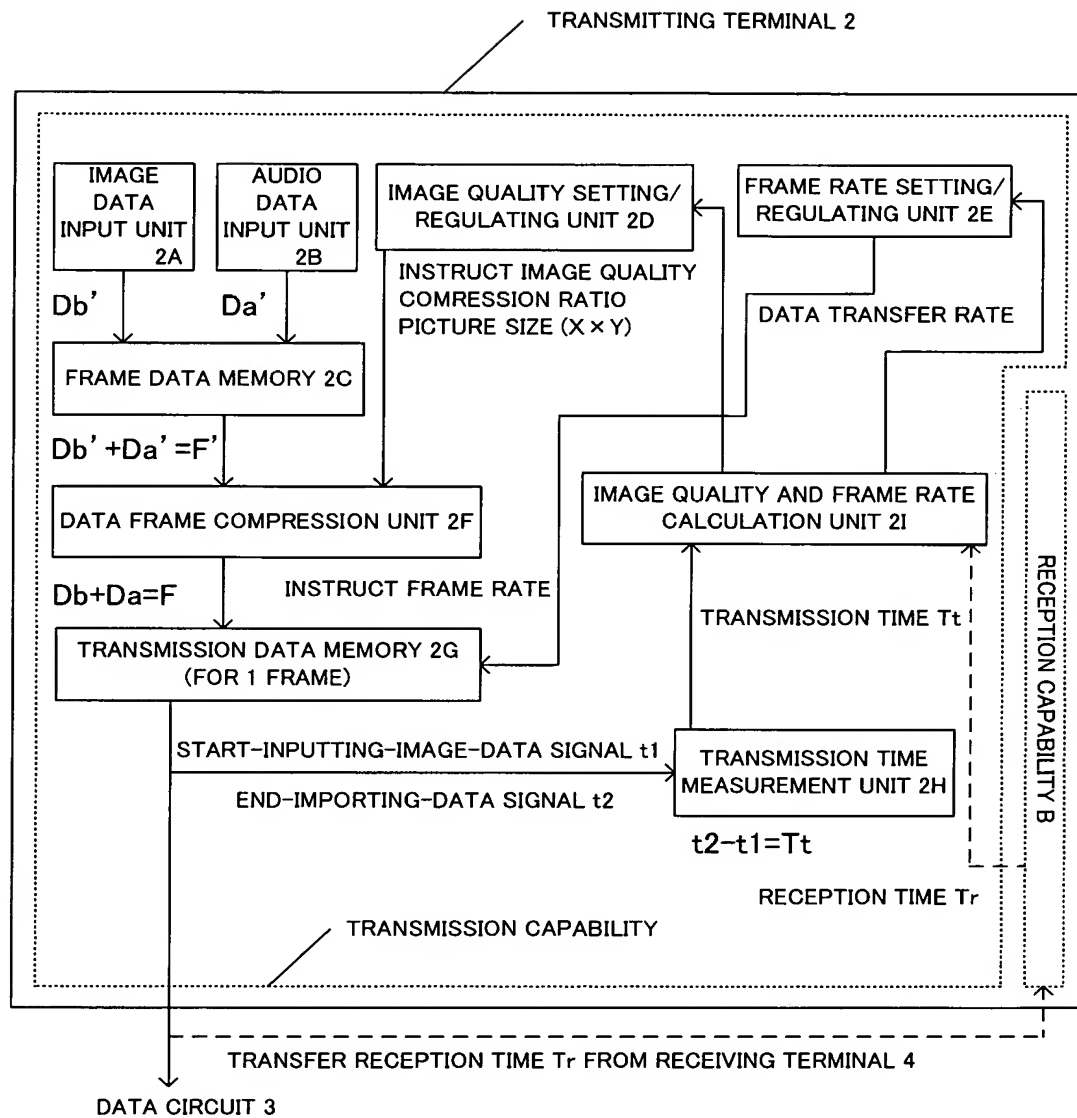 TRANSMITTING TERMINAL 2
IMAGE
DATA
INPUT UNIT
2A
AUDIO
DATA
INPUT UNIT
2B
IMAGE QUALITY SETTING/
REGULATING UNIT 2D
FRAME RATE SETTING/
REGULATING UNIT 2E
Db'
Da'
INSTRUCT IMAGE QUALITY
COMRESSION RATIO
PICTURE SIZE (X × Y)
DATA TRANSFER RATE
FRAME DATA MEMORY 2C
Db'+Da'=F'
DATA FRAME COMPRESSION UNIT 2F
IMAGE QUALITY AND FRAME RATE
CALCULATION UNIT 2I
Db+Da=F
INSTRUCT FRAME RATE
TRANSMISSION TIME Tt
TRANSMISSION DATA MEMORY 2G
(FOR 1 FRAME)
START-INPUTTING-IMAGE-DATA SIGNAL t1
END-IMPORTING-DATA SIGNAL t2
TRANSMISSION TIME
MEASUREMENT UNIT 2H
t2-t1=Tt
RECEPTION CAPABILITY B
RECEPTION TIME Tr
TRANSMISSION CAPABILITY
TRANSFER RECEPTION TIME Tr FROM RECEIVING TERMINAL 4
DATA CIRCUIT 3